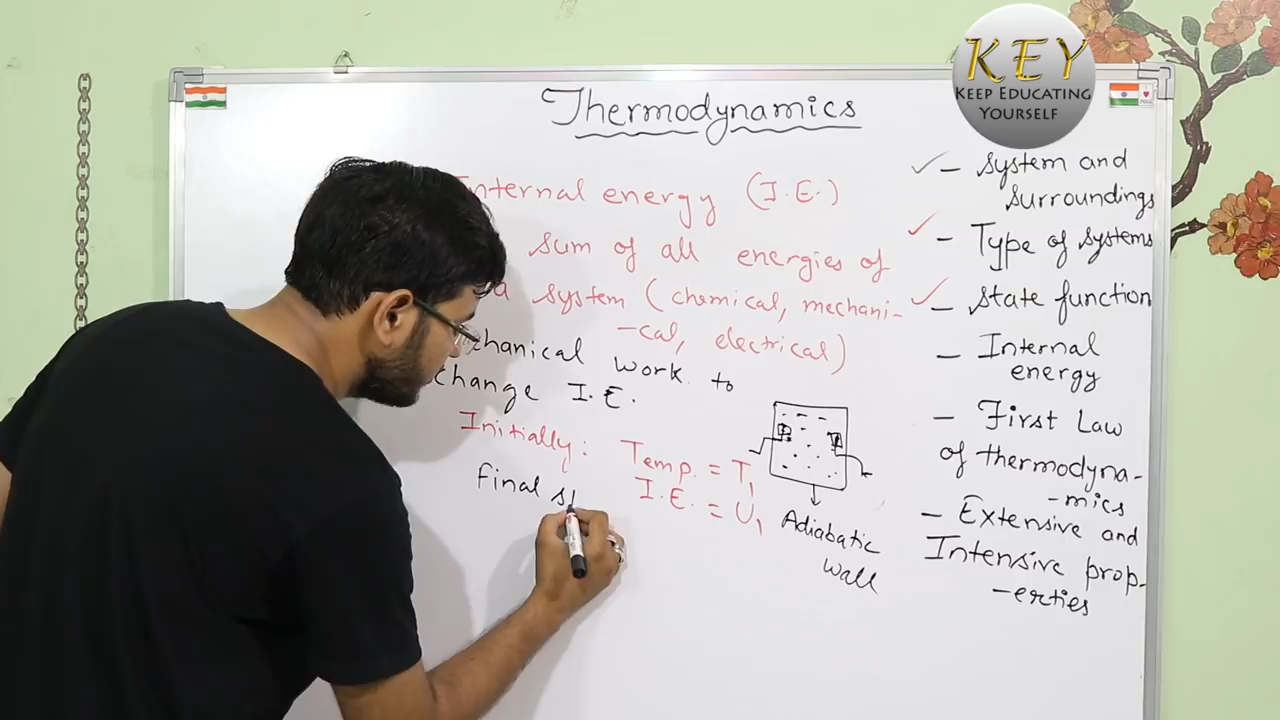 KEY
KEEP EDUCATING
YOURSELF
Thermodynamics
Internal energy (I.E.)
sum of all energies of
a system (chemical, mechani-
-cal, electrical)
chanical work to
change I.E.
Initially: Temp. = T1
I.E. = U1
Final
Adiabatic
wall
- System and
Surroundings
- Type of systems
- State function
- Internal
energy
- First Law
of thermodyna-
-mics
- Extensive and
Intensive prop-
-erties